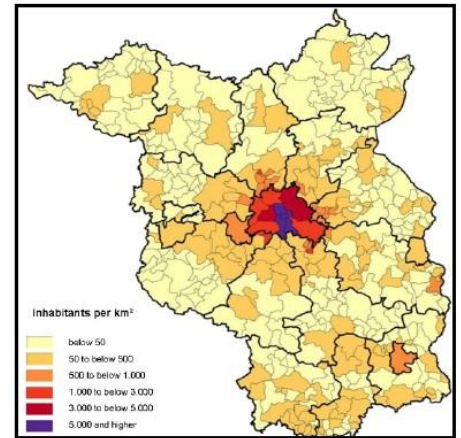 Inhabitants per km²
below 50
50 to below 500
500 to below 1.000
1.000 to below 3.000
3.000 to below 5.000
5.000 and higher